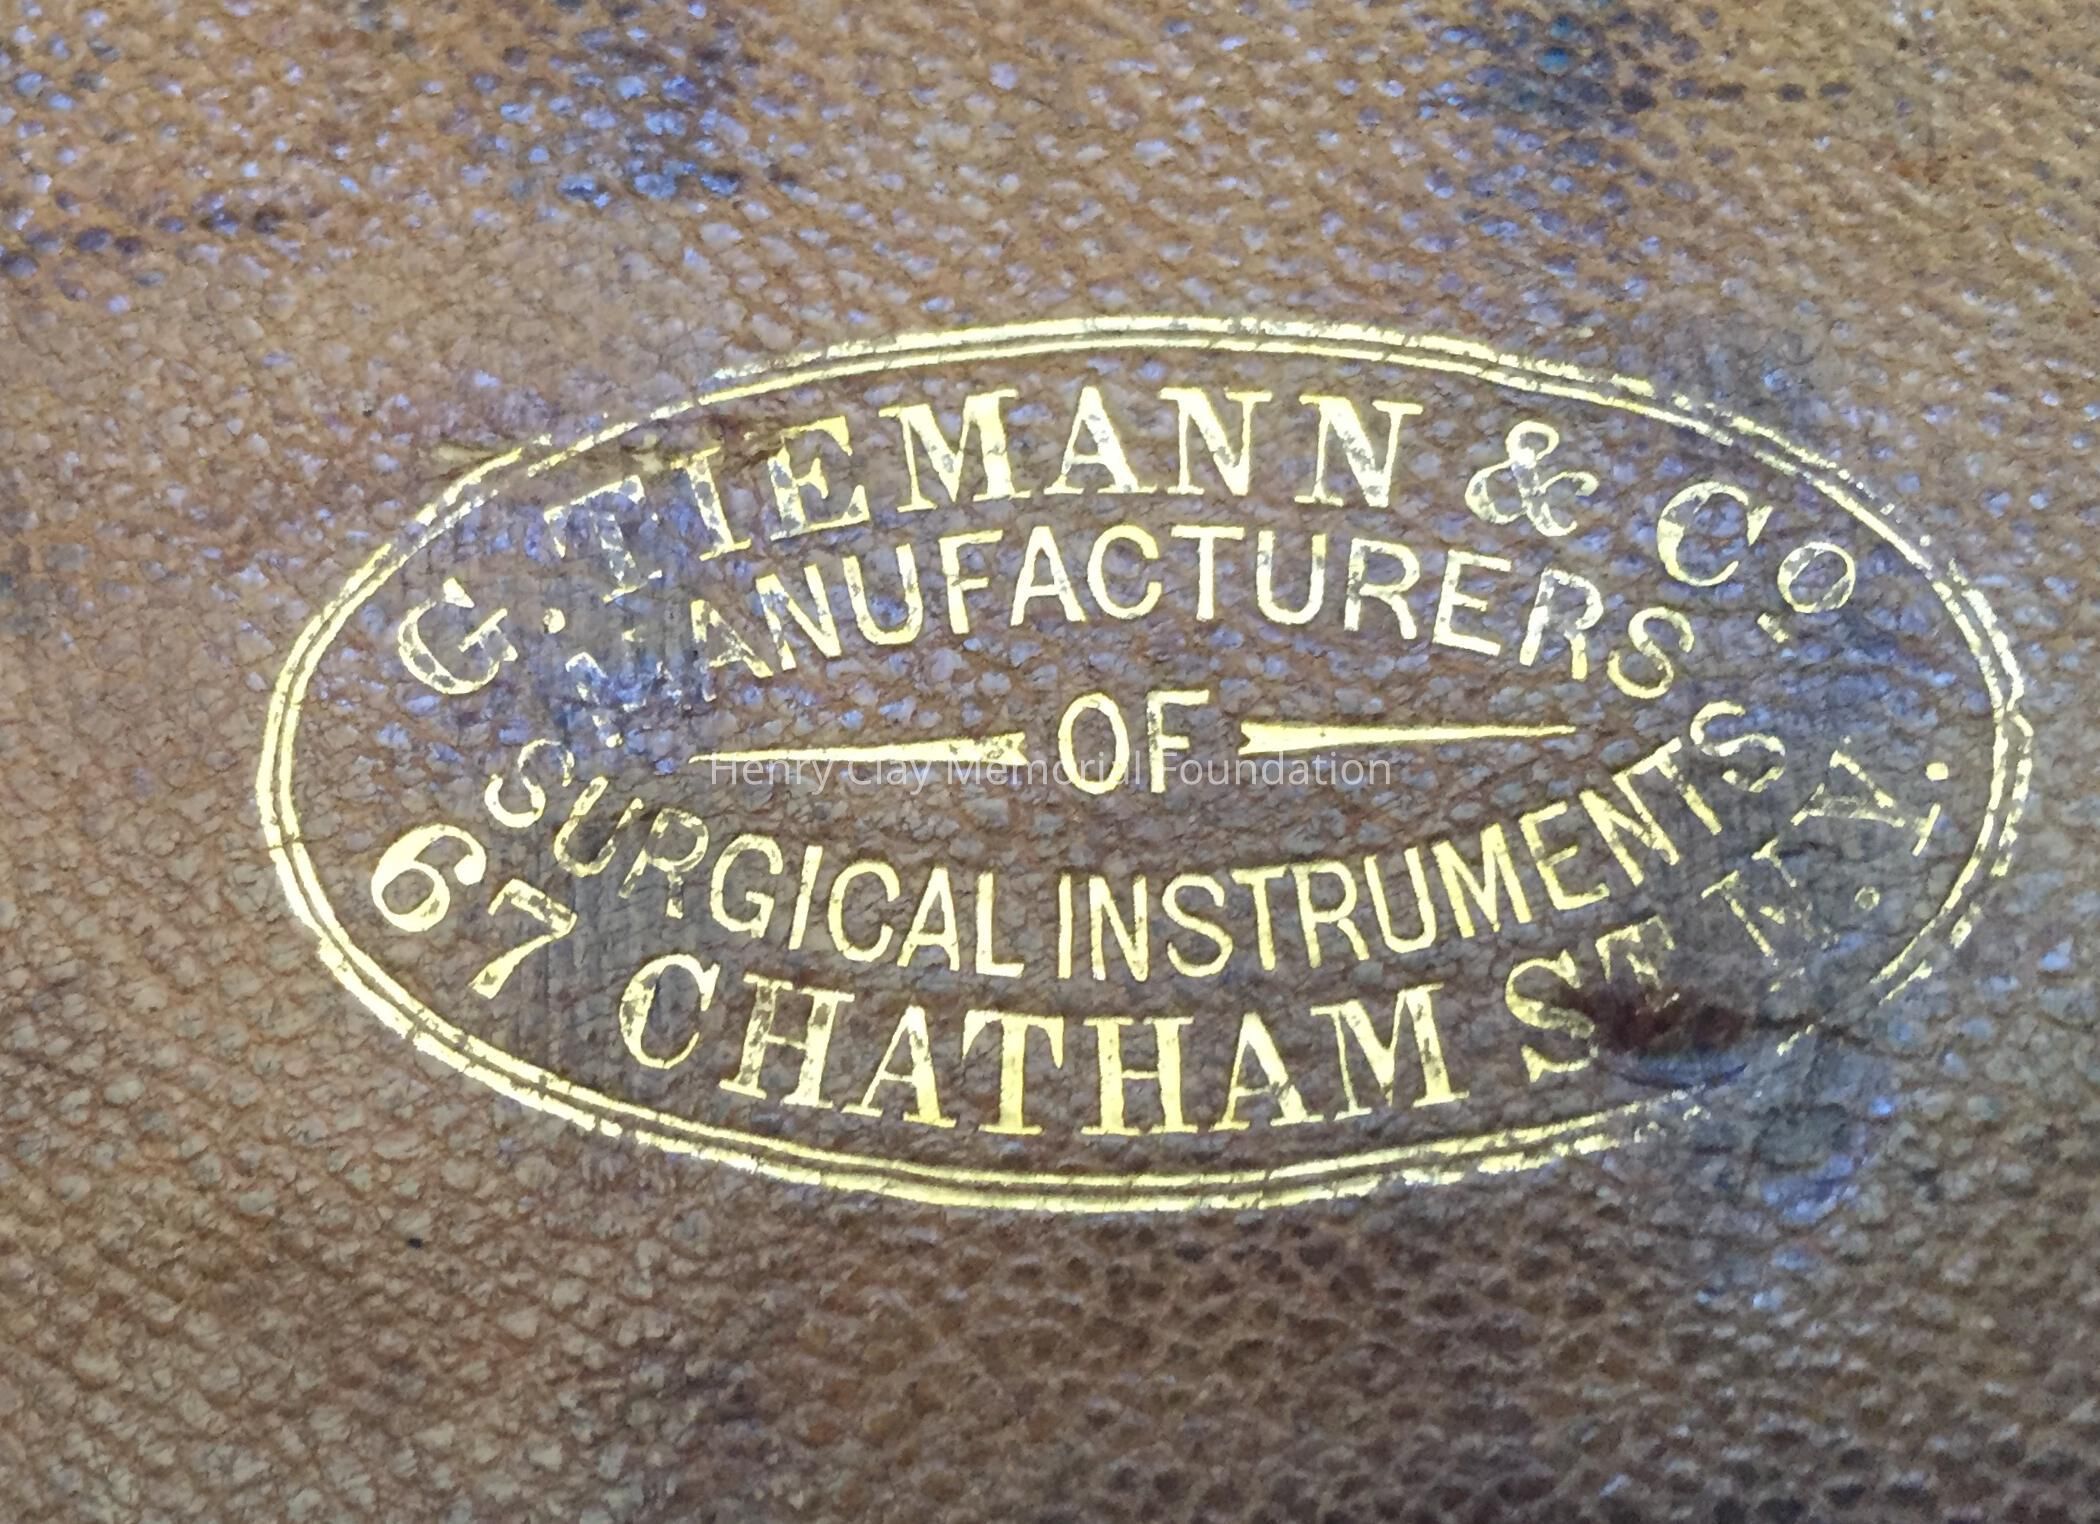 G. TIEMANN & Co.
MANUFACTURERS
OF
SURGICAL INSTRUMENTS
67 CHATHAM ST N.Y.
Henry Clay Memorial Foundation